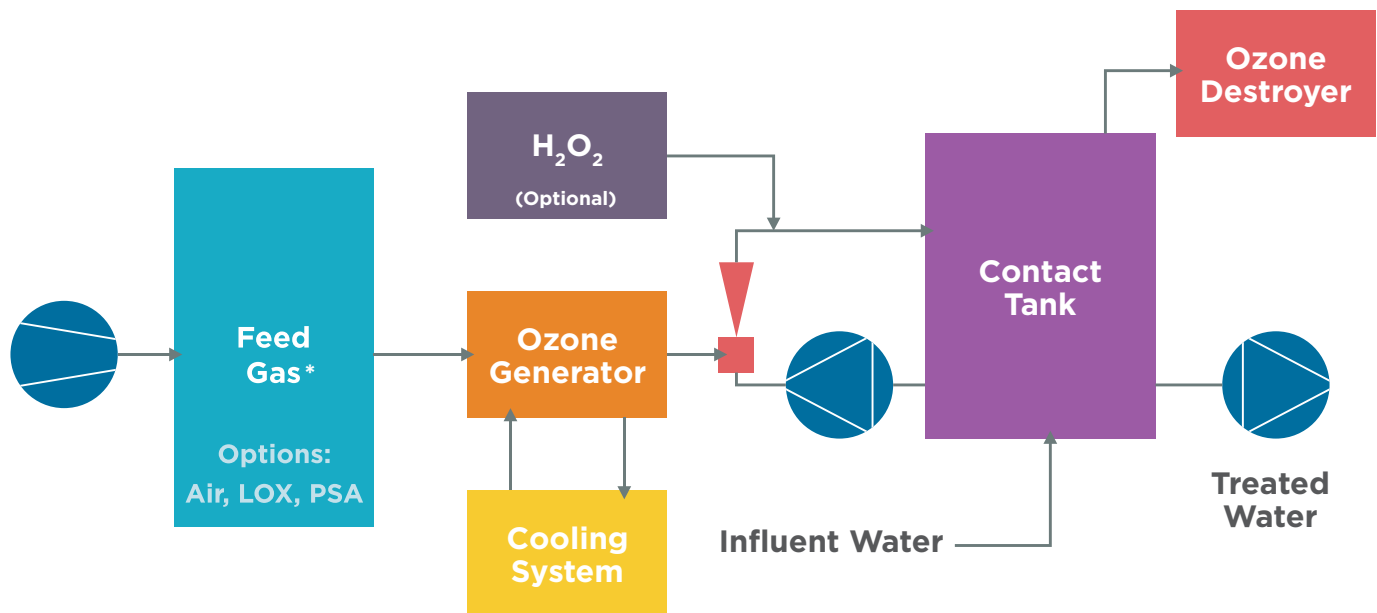 Ozone
Destroyer
H₂O₂
(Optional)
Contact
Tank
Feed
Gas*
Options:
Air, LOX, PSA
Ozone
Generator
Cooling
System
Influent Water
Treated
Water